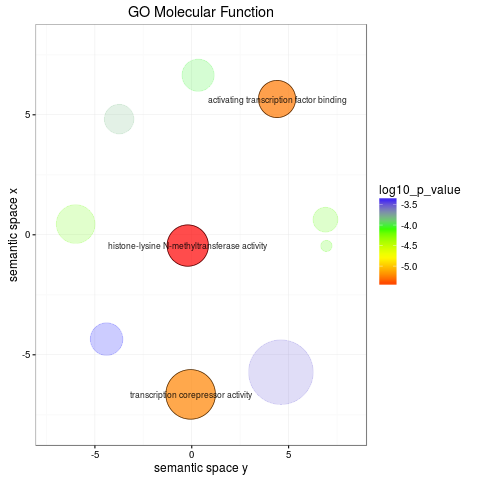 GO Molecular Function
activating transcription factor binding
histone-lysine N-methyltransferase activity
transcription corepressor activity
semantic space x
5
0
-5
-5
0
5
semantic space y
log10_p_value
-3.5
-4.0
-4.5
-5.0